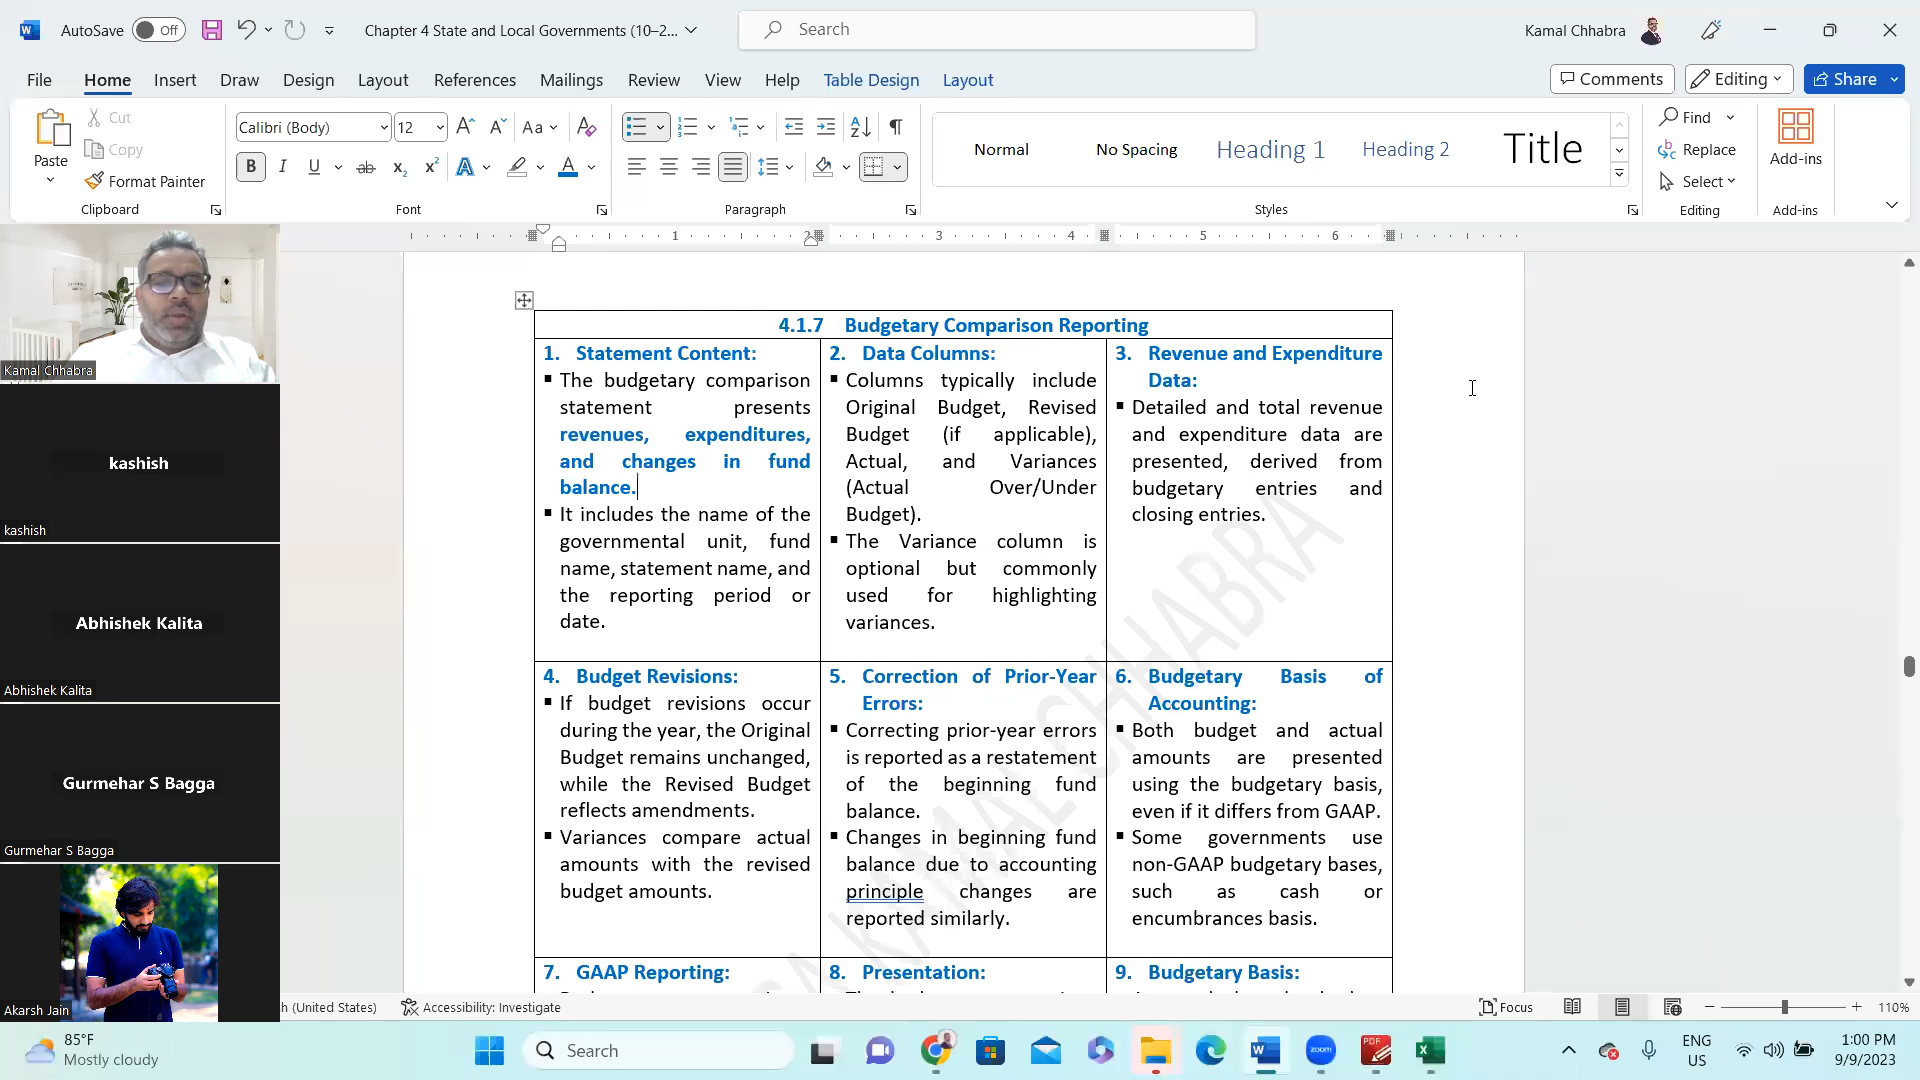 AutoSave Off
Chapter 4 State and Local Governments (10–2...
Search
Kamal Chhabra
File Home Insert Draw Design Layout References Mailings Review View Help Table Design Layout
Comments Editing Share
Paste
Cut
Copy
Format Painter
Clipboard
Calibri (Body) 12
Font
Paragraph
Normal No Spacing Heading 1 Heading 2 Title
Styles
Find
Replace
Select
Editing
Add-ins
Add-ins
1 2 3 4 5 6
Kamal Chhabra
kashish
kashish
Abhishek Kalita
Abhishek Kalita
Gurmehar S Bagga
Gurmehar S Bagga
Akarsh Jain
4.1.7 Budgetary Comparison Reporting
1. Statement Content:
▪ The budgetary comparison
statement presents
revenues, expenditures,
and changes in fund
balance.
▪ It includes the name of the
governmental unit, fund
name, statement name, and
the reporting period or
date.
2. Data Columns:
▪ Columns typically include
Original Budget, Revised
Budget (if applicable),
Actual, and Variances
(Actual Over/Under
Budget).
▪ The Variance column is
optional but commonly
used for highlighting
variances.
3. Revenue and Expenditure
Data:
▪ Detailed and total revenue
and expenditure data are
presented, derived from
budgetary entries and
closing entries.
4. Budget Revisions:
▪ If budget revisions occur
during the year, the Original
Budget remains unchanged,
while the Revised Budget
reflects amendments.
▪ Variances compare actual
amounts with the revised
budget amounts.
5. Correction of Prior-Year
Errors:
▪ Correcting prior-year errors
is reported as a restatement
of the beginning fund
balance.
▪ Changes in beginning fund
balance due to accounting
principle changes are
reported similarly.
6. Budgetary Basis of
Accounting:
▪ Both budget and actual
amounts are presented
using the budgetary basis,
even if it differs from GAAP.
▪ Some governments use
non-GAAP budgetary bases,
such as cash or
encumbrances basis.
7. GAAP Reporting:
8. Presentation:
9. Budgetary Basis:
KAMAL CHHABRA
h (United States) Accessibility: Investigate
Focus
110%
85°F
Mostly cloudy
Search
zoom
PDF
ENG
US
1:00 PM
9/9/2023